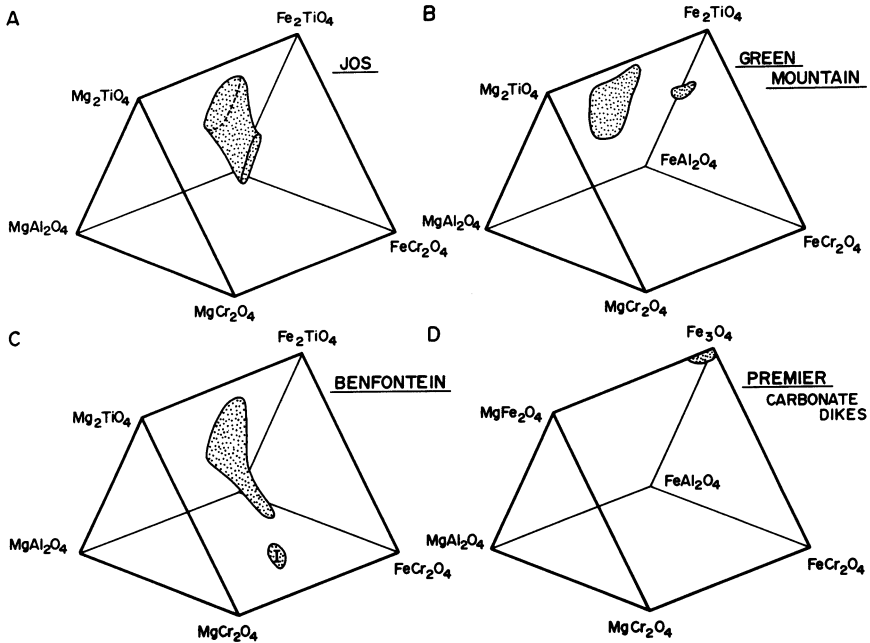 A
Fe2TiO4
JOS
Mg2TiO4
MgAl2O4
FeCr2O4
MgCr2O4
B
Fe2TiO4
GREEN
MOUNTAIN
Mg2TiO4
FeAl2O4
MgAl2O4
FeCr2O4
MgCr2O4
C
Fe2TiO4
BENFONTEIN
Mg2TiO4
MgAl2O4
I
FeCr2O4
MgCr2O4
D
Fe3O4
PREMIER
CARBONATE
DIKES
MgFe2O4
FeAl2O4
MgAl2O4
FeCr2O4
MgCr2O4